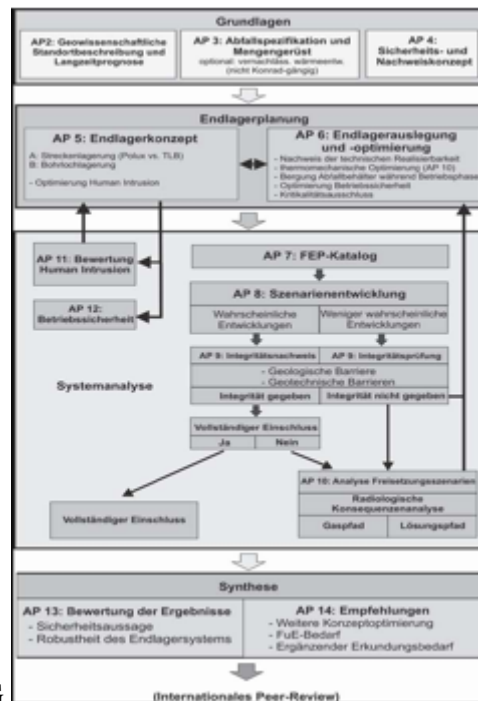 Grundlagen
AP2: Geowissenschaftliche
Standortbeschreibung und
Langzeitprognose
AP 3: Abfallspezifikation und
Mengengerüst
optional: vernachläss. wärmeentw.
(nicht Konrad-gängig)
AP 4:
Sicherheits- und
Nachweiskonzept
Endlagerplanung
AP 5: Endlagerkonzept
A: Streckenlagerung (Polux vs. TLB)
B: Bohrlochlagerung
- Optimierung Human Intrusion
AP 6: Endlagerauslegung
und -optimierung
- Nachweis der technischen Realisierbarkeit
- thermomechanische Optimierung (AP 10)
- Bergung Abfallbehälter während Betriebsphase
- Optimierung Betriebssicherheit
- Kritikalitätsausschluss
AP 11: Bewertung
Human Intrusion
AP 12:
Betriebssicherheit
Systemanalyse
AP 7: FEP-Katalog
AP 8: Szenarienentwicklung
Wahrscheinliche
Entwicklungen
Weniger wahrscheinliche
Entwicklungen
AP 9: Integritätsnachweis
AP 9: Integritätsprüfung
- Geologische Barriere
- Geotechnische Barrieren
Integrität gegeben
Integrität nicht gegeben
Vollständiger Einschluss
Ja
Nein
Vollständiger Einschluss
AP 10: Analyse Freisetzungsszenarien
Radiologische
Konsequenzenanalyse
Gaspfad
Lösungspfad
Synthese
AP 13: Bewertung der Ergebnisse
- Sicherheitsaussage
- Robustheit des Endlagersystems
AP 14: Empfehlungen
- Weitere Konzeptoptimierung
- FuE-Bedarf
- Ergänzender Erkundungsbedarf
(Internationales Peer-Review)